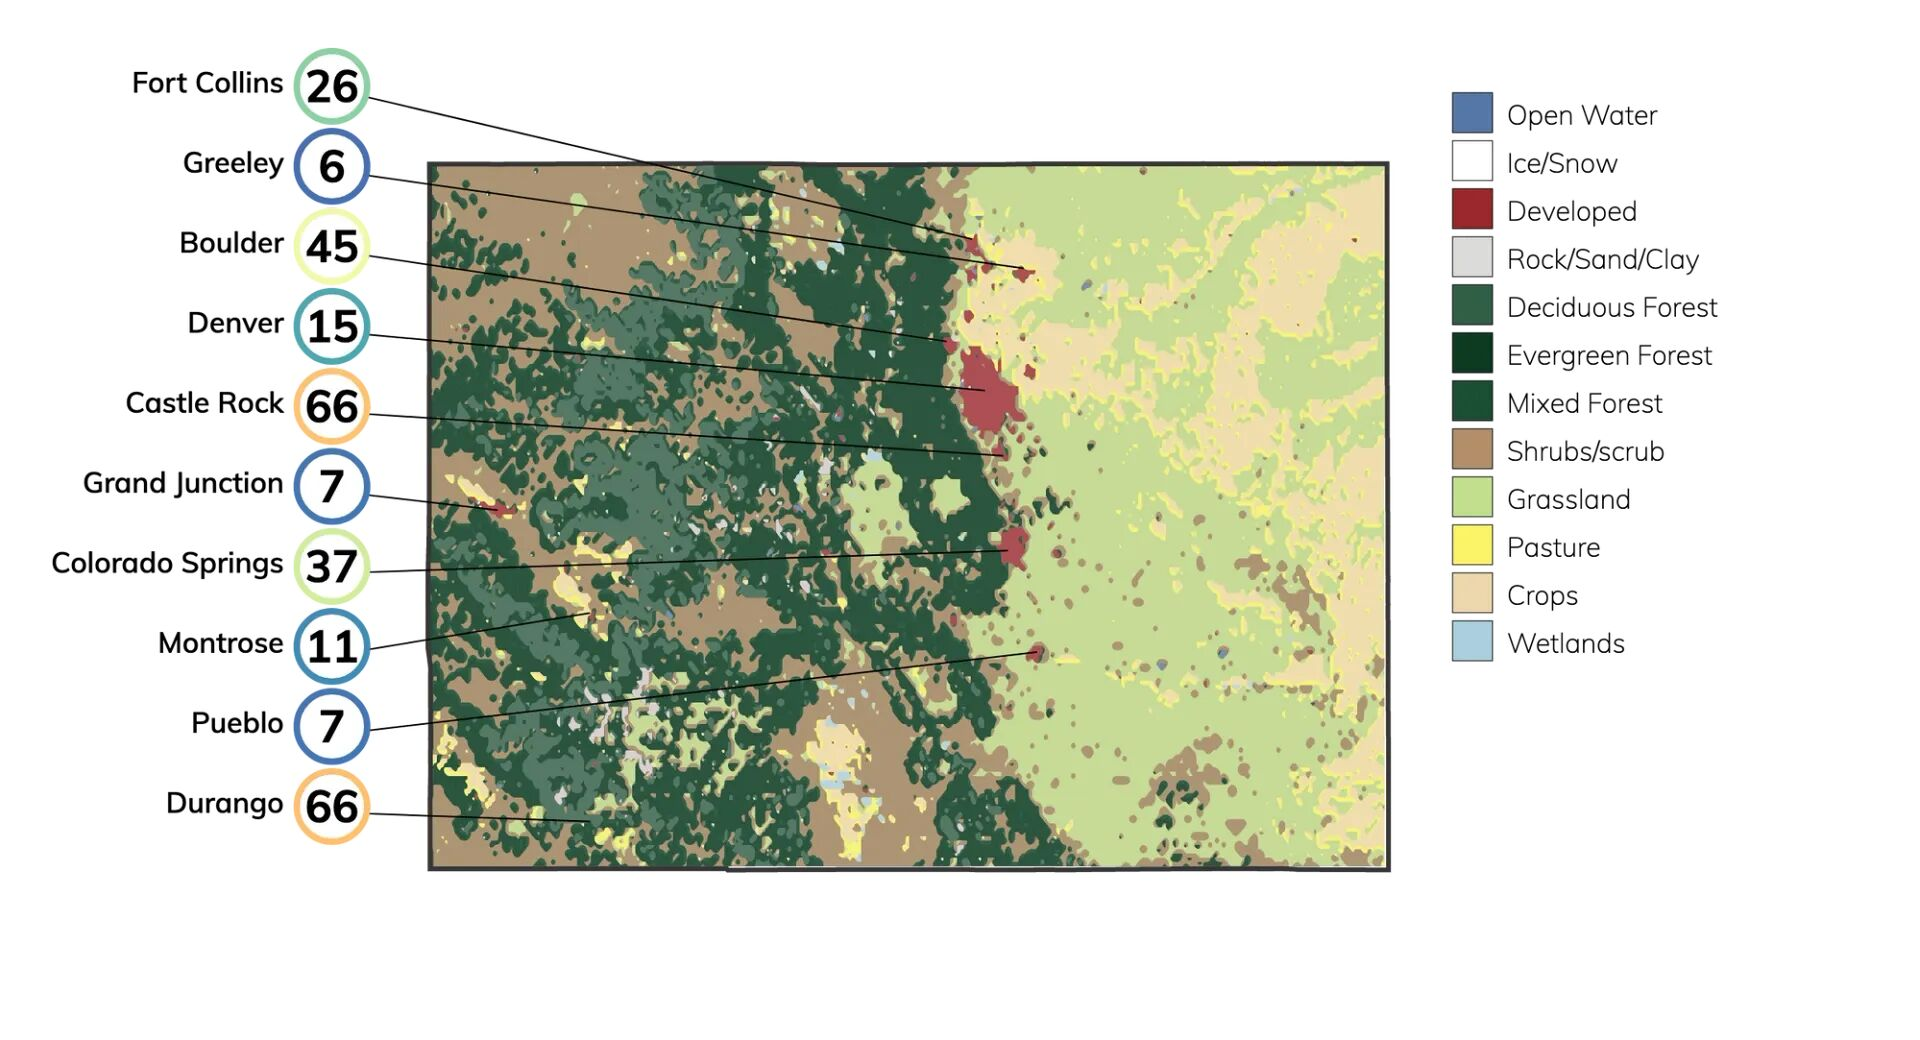 Fort Collins 26
Greeley 6
Boulder 45
Denver 15
Castle Rock 66
Grand Junction 7
Colorado Springs 37
Montrose 11
Pueblo 7
Durango 66
Open Water
Ice/Snow
Developed
Rock/Sand/Clay
Deciduous Forest
Evergreen Forest
Mixed Forest
Shrubs/scrub
Grassland
Pasture
Crops
Wetlands